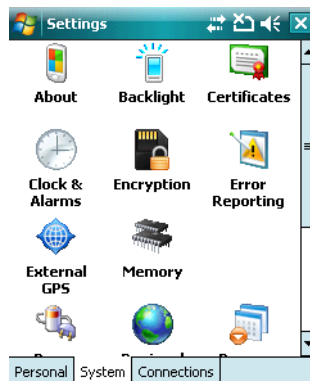 Settings
About Backlight Certificates
Clock & Alarms Encryption Error Reporting
External GPS Memory
Personal System Connections